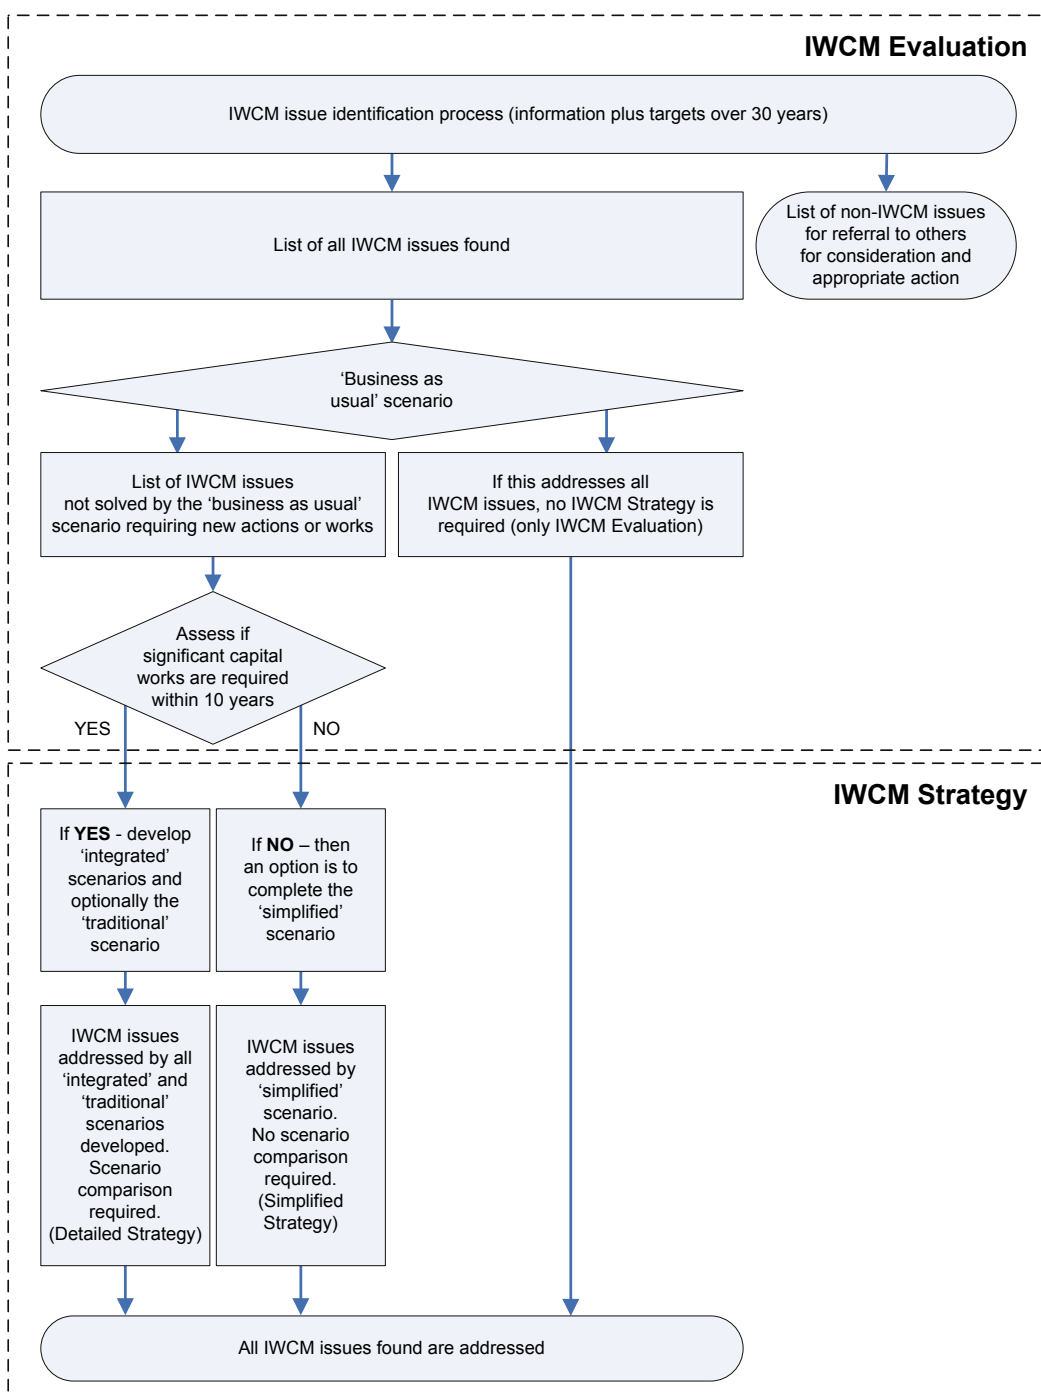 IWCM Evaluation
IWCM issue identification process (information plus targets over 30 years)
List of all IWCM issues found
List of non-IWCM issues
for referral to others
for consideration and
appropriate action
‘Business as
usual’ scenario
List of IWCM issues
not solved by the ‘business as usual’
scenario requiring new actions or works
If this addresses all
IWCM issues, no IWCM Strategy is
required (only IWCM Evaluation)
Assess if
significant capital
works are required
within 10 years
YES
NO
IWCM Strategy
If YES - develop
‘integrated’
scenarios and
optionally the
‘traditional’
scenario
If NO – then
an option is to
complete the
‘simplified’
scenario
IWCM issues
addressed by all
‘integrated’ and
‘traditional’
scenarios
developed.
Scenario
comparison
required.
(Detailed Strategy)
IWCM issues
addressed by
‘simplified’
scenario.
No scenario
comparison
required.
(Simplified
Strategy)
All IWCM issues found are addressed